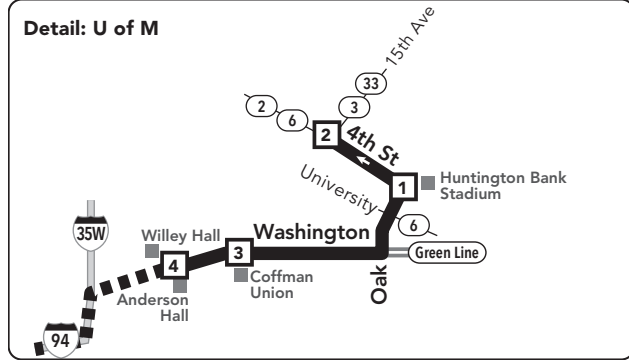 Detail: U of M
15th Ave
33
3
2
6
2
4th St
University
1
Huntington Bank
Stadium
6
35W
Willey Hall
Washington
3
4
Green Line
Coffman
Union
Anderson
Hall
Oak
94